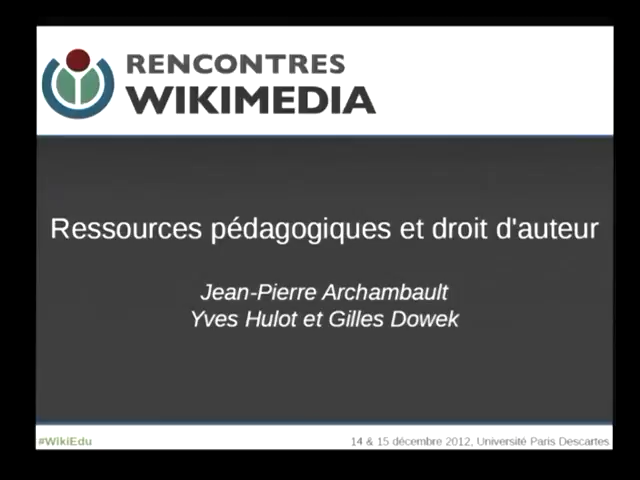 RENCONTRES
WIKIMEDIA
Ressources pédagogiques et droit d'auteur
Jean-Pierre Archambault
Yves Hulot et Gilles Dowek
#WikiEdu
14 & 15 décembre 2012, Université Paris Descartes